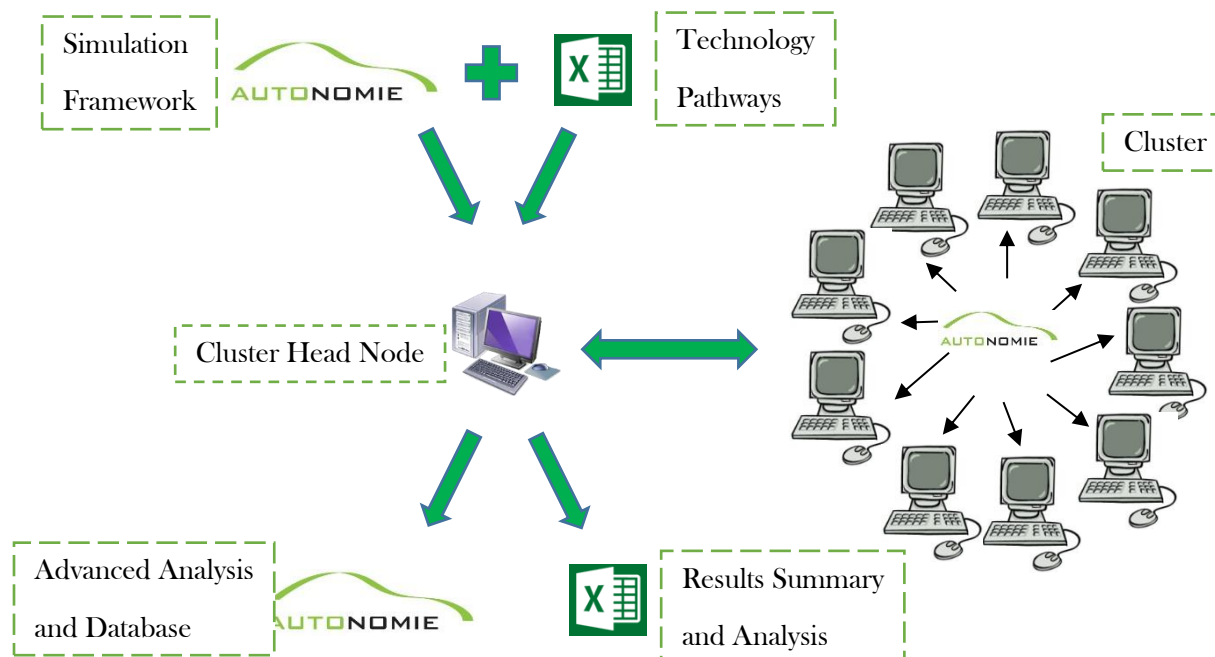 Simulation
Framework
AUTONOMIE
X
Technology
Pathways
Cluster
Cluster Head Node
AUTONOMIE
Advanced Analysis
and Database
AUTONOMIE
X
Results Summary
and Analysis